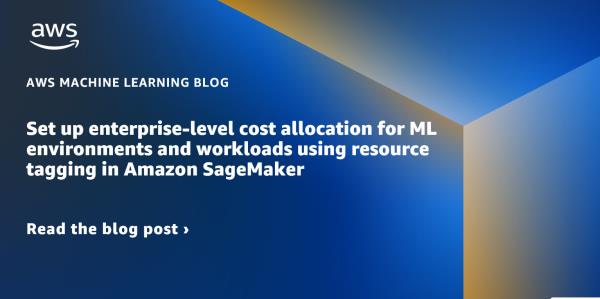 aws
AWS MACHINE LEARNING BLOG
Set up enterprise-level cost allocation for ML
environments and workloads using resource
tagging in Amazon SageMaker
Read the blog post ›